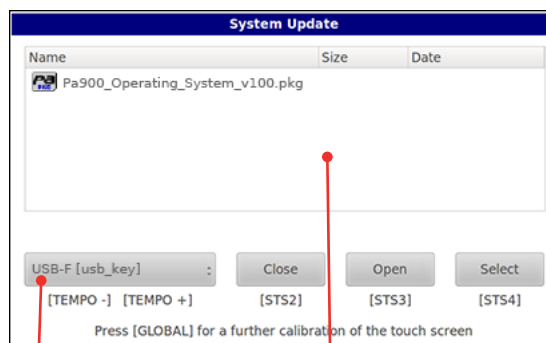 System Update
Name Size Date
Pa900_Operating_System_v100.pkg
USB-F [usb_key] : Close Open Select
[TEMPO -] [TEMPO +] [STS2] [STS3] [STS4]
Press [GLOBAL] for a further calibration of the touch screen